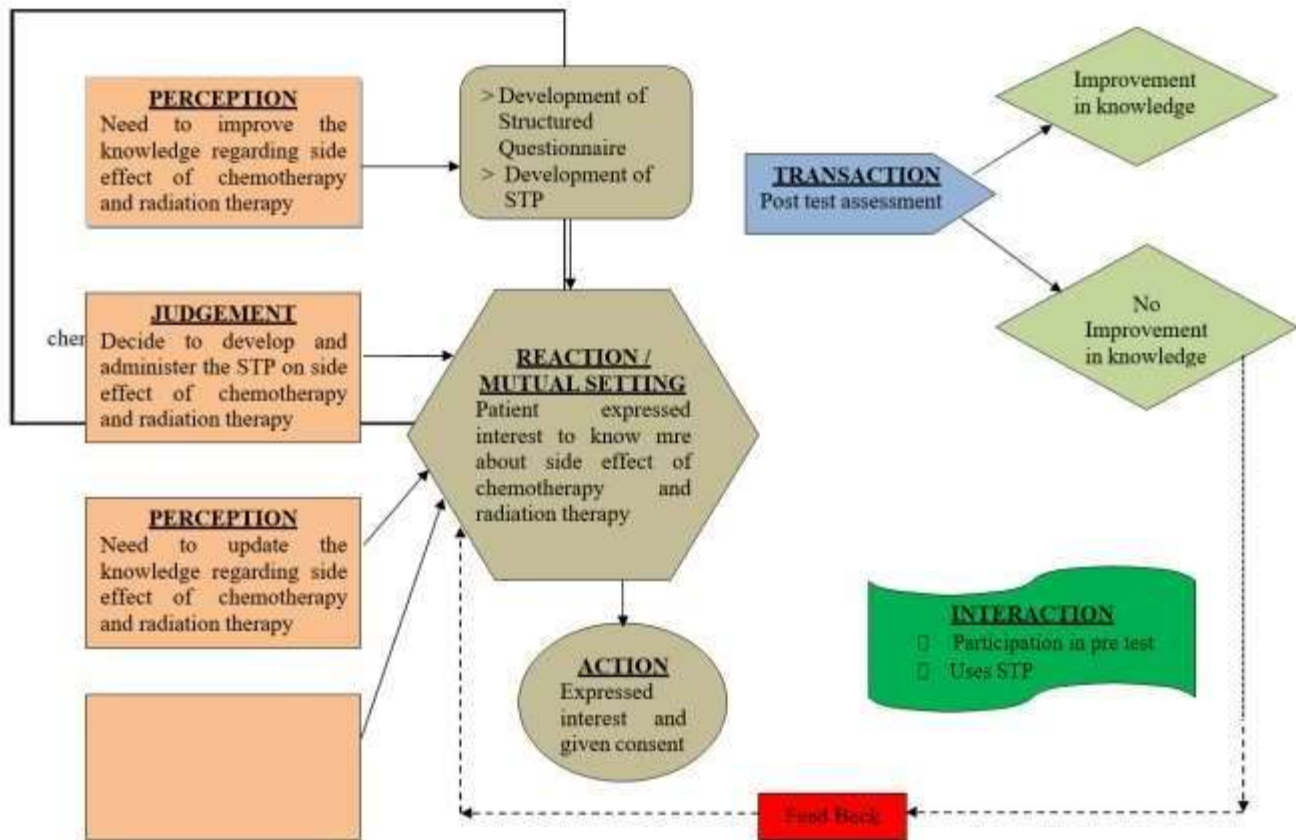 PERCEPTION
Need to improve the
knowledge regarding side
effect of chemotherapy
and radiation therapy
> Development of
Structured
Questionnaire
> Development of
STP
TRANSACTION
Post test assessment
Improvement
in knowledge
No
Improvement
in knowledge
cher
JUDGEMENT
Decide to develop and
administer the STP on side
effect of chemotherapy
and radiation therapy
REACTION /
MUTUAL SETTING
Patient expressed
interest to know mre
about side effect of
chemotherapy and
radiation therapy
PERCEPTION
Need to update the
knowledge regarding side
effect of chemotherapy
and radiation therapy
ACTION
Expressed
interest and
given consent
INTERACTION
Participation in pre test
Uses STP
Feed Back